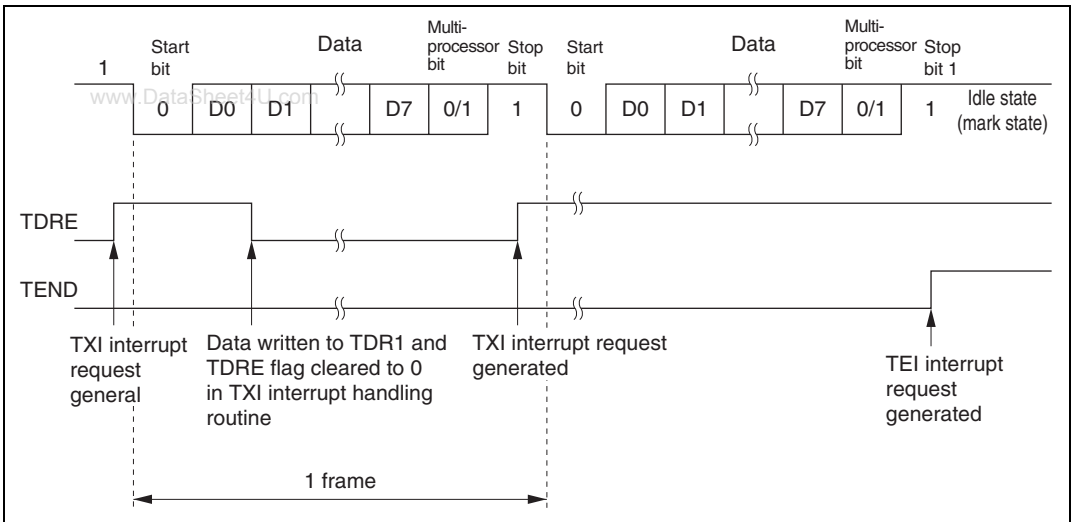 1
Start
bit
Data
Multi-
processor
bit
Stop
bit
Start
bit
Data
Multi-
processor
bit
Stop
bit 1
www.DataSheet4U.com
0 D0 D1 D7 0/1 1 0 D0 D1 D7 0/1 1
Idle state
(mark state)
TDRE
TEND
TXI interrupt
request
general
Data written to TDR1 and
TDRE flag cleared to 0
in TXI interrupt handling
routine
TXI interrupt request
generated
TEI interrupt
request
generated
1 frame